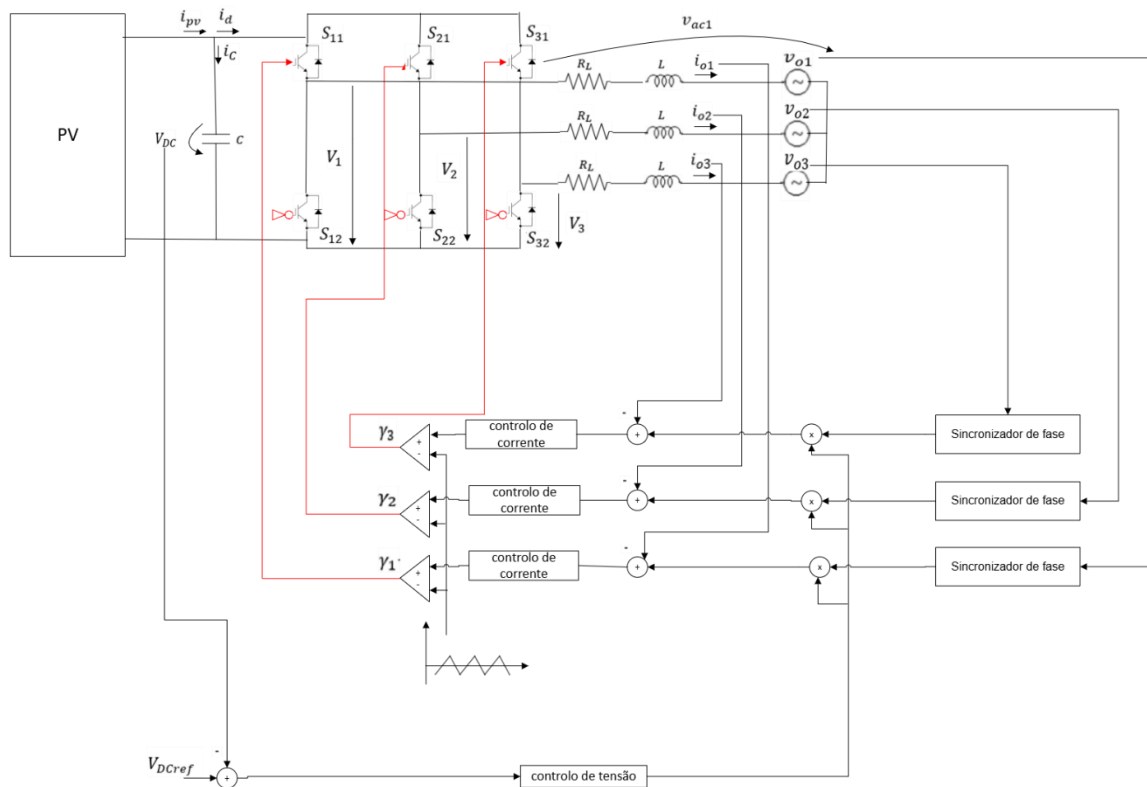 i_pv i_d
i_C
S_11
S_21
S_31
v_ac1
PV
V_DC
C
V_1
V_2
V_3
S_12
S_22
S_32
R_L
L
i_o1
v_o1
R_L
L
i_o2
v_o2
R_L
L
i_o3
v_o3
γ_3
+
-
controlo de
corrente
-
+
x
Sincronizador de fase
γ_2
+
-
controlo de
corrente
-
+
x
Sincronizador de fase
γ_1
+
-
controlo de
corrente
-
+
x
Sincronizador de fase
-
V_DCref
+
controlo de tensão